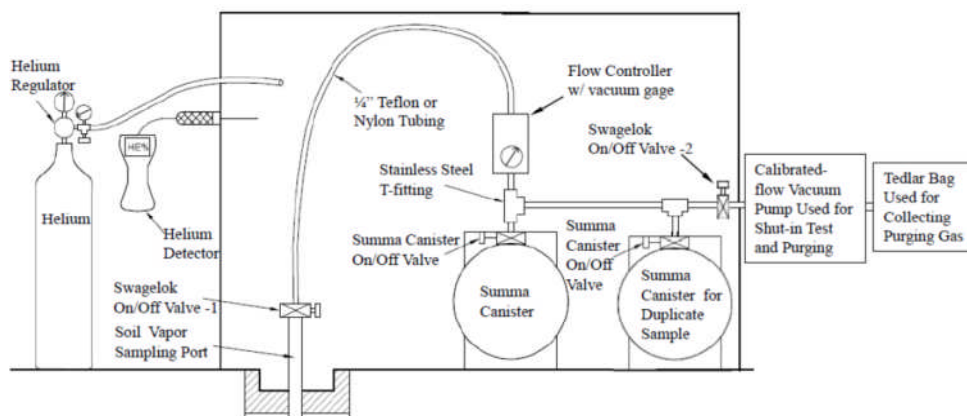 Helium
Regulator
HE%
Helium
Helium
Detector
Swagelok
On/Off Valve -1
Soil Vapor
Sampling Port
¼” Teflon or
Nylon Tubing
Flow Controller
w/ vacuum gage
Stainless Steel
T-fitting
Summa Canister
On/Off Valve
Summa
Canister
Swagelok
On/Off Valve -2
Summa
Canister
On/Off
Valve
Summa
Canister for
Duplicate
Sample
Calibrated-
flow Vacuum
Pump Used for
Shut-in Test
and Purging
Tedlar Bag
Used for
Collecting
Purging Gas